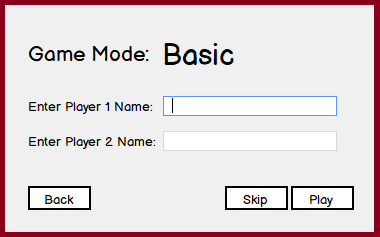 Game Mode: Basic
Enter Player 1 Name:
Enter Player 2 Name:
Back Skip Play